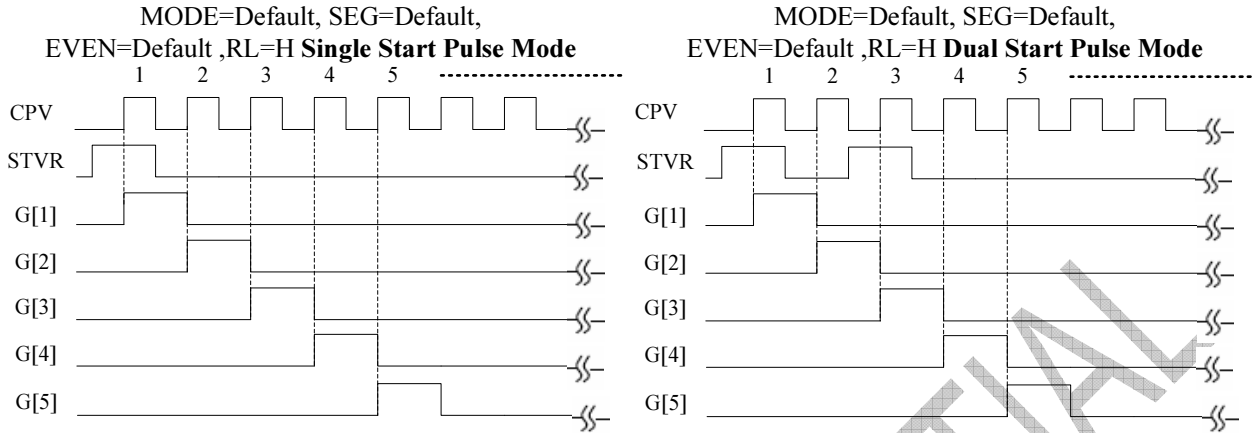 MODE=Default, SEG=Default,
EVEN=Default ,RL=H Single Start Pulse Mode
1 2 3 4 5
CPV
STVR
G[1]
G[2]
G[3]
G[4]
G[5]
MODE=Default, SEG=Default,
EVEN=Default ,RL=H Dual Start Pulse Mode
1 2 3 4 5
CPV
STVR
G[1]
G[2]
G[3]
G[4]
G[5]
TIAL